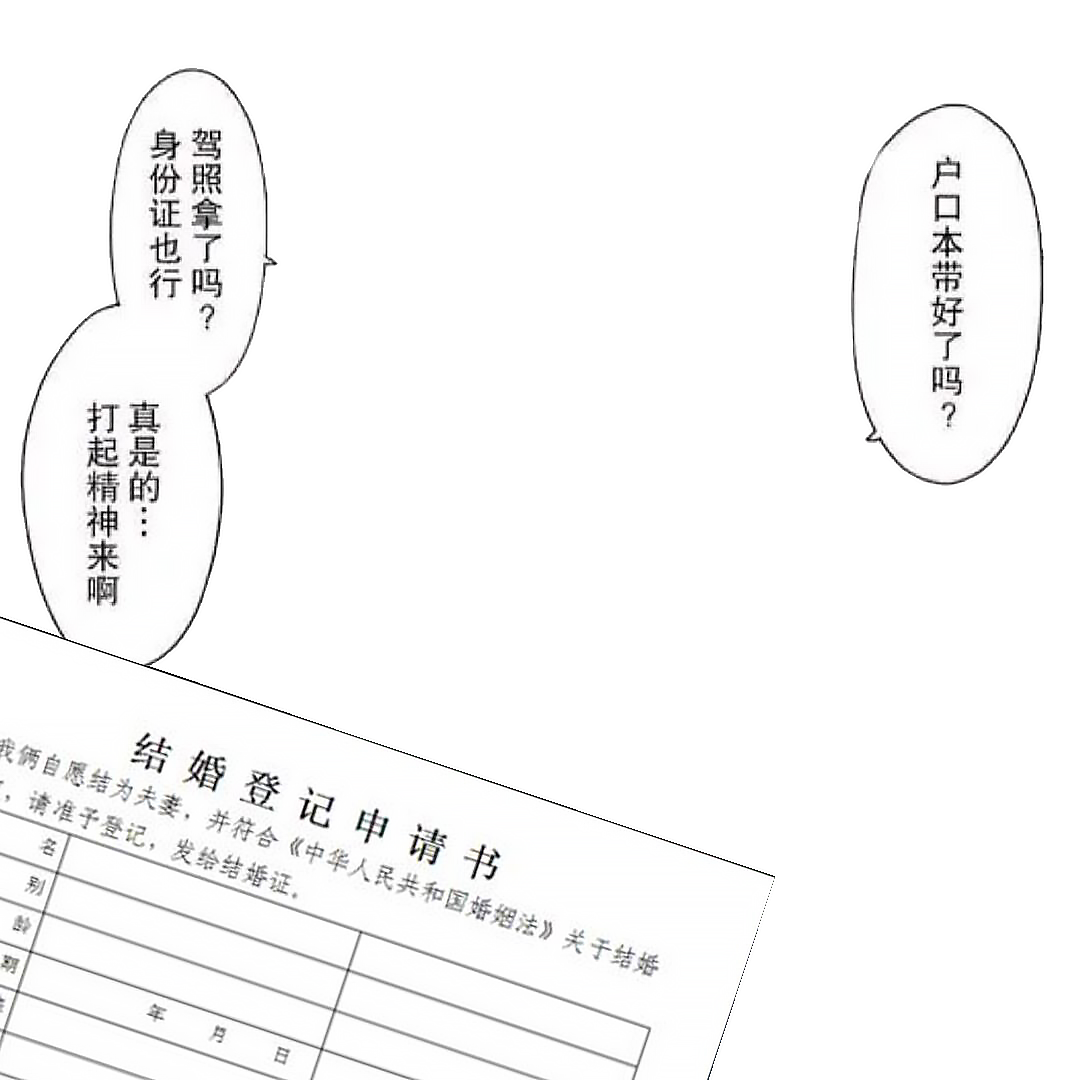 户口本带好了吗？
驾照拿了吗？
身份证也行
真是的…
打起精神来啊
结婚登记申请书
我俩自愿结为夫妻，并符合《中华人民共和国婚姻法》关于结婚
，请准予登记，发给结婚证。
名
别
龄
期
年 月 日